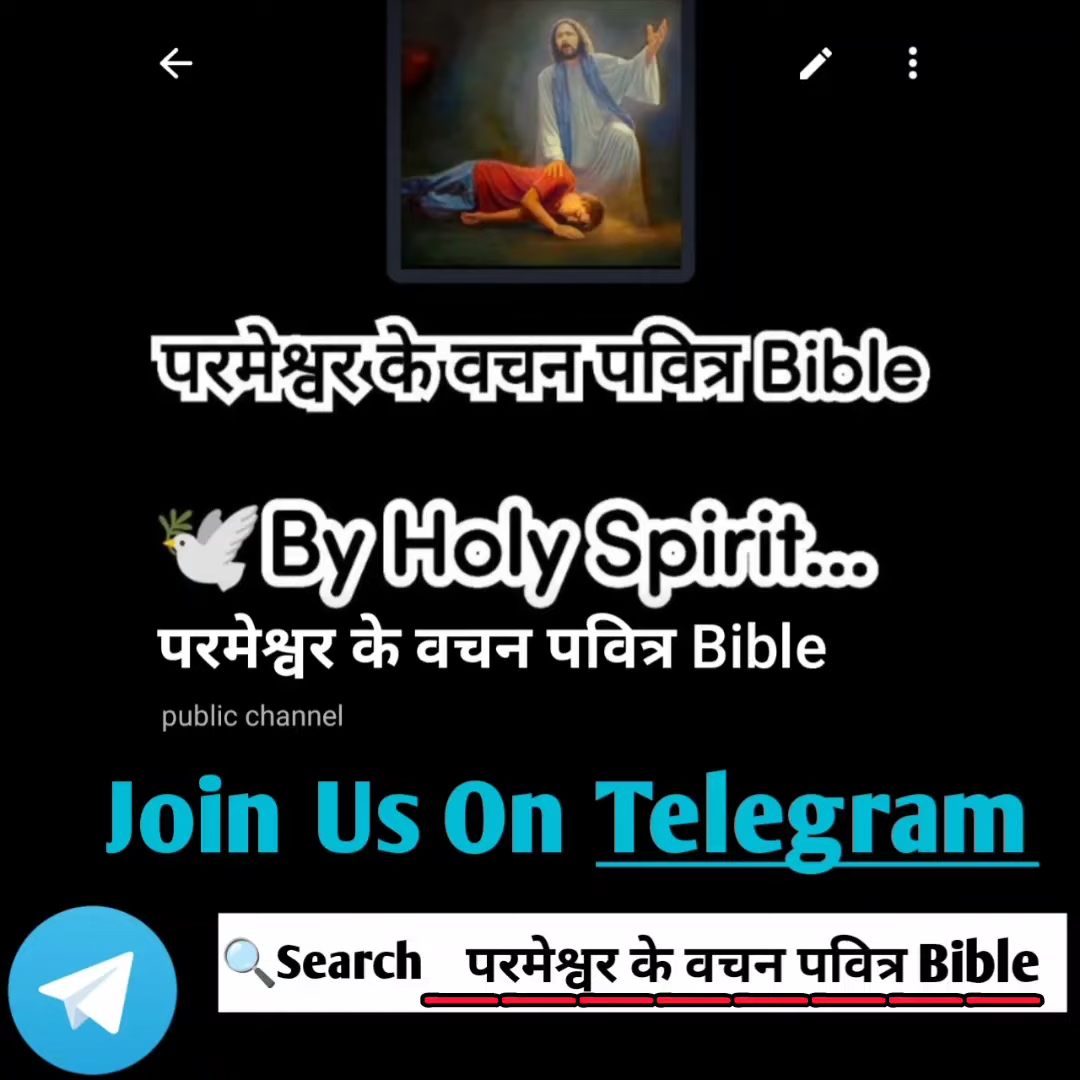 परमेश्वर के वचन पवित्र Bible
🕊️By Holy Spirit...
परमेश्वर के वचन पवित्र Bible
public channel
Join Us On Telegram
🔍Search परमेश्वर के वचन पवित्र Bible